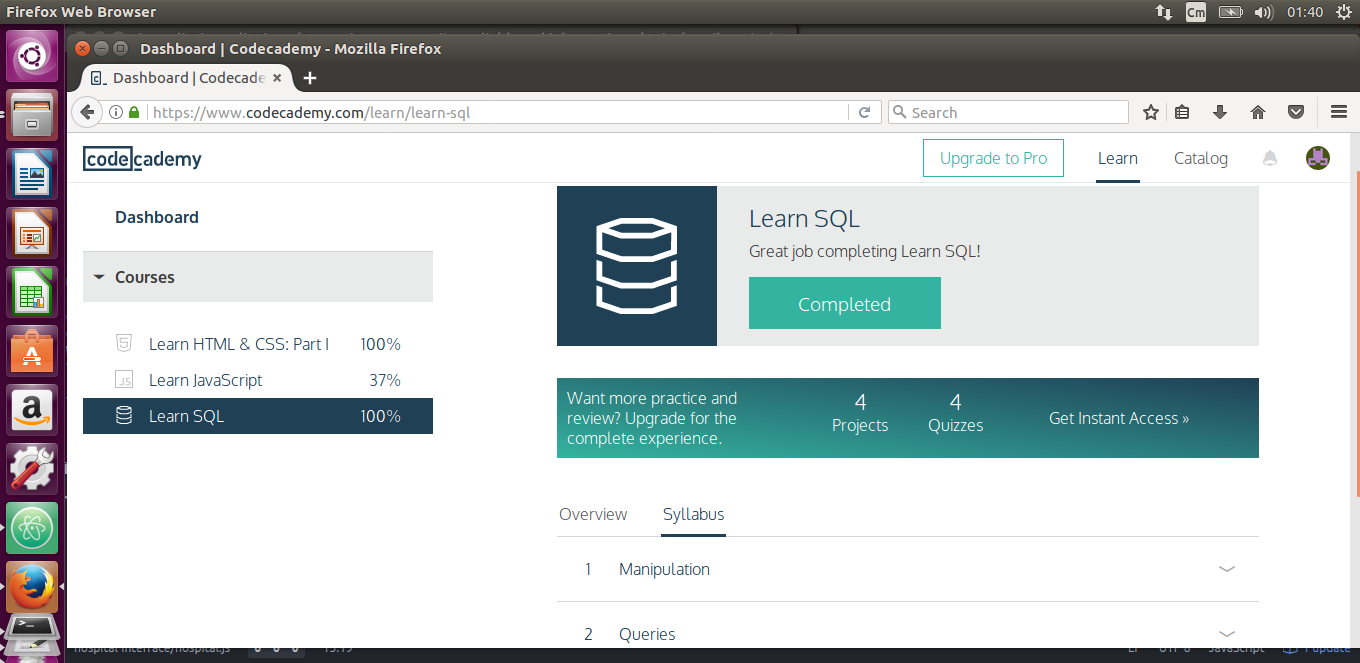 Firefox Web Browser
Cm
01:40
Dashboard | Codecademy - Mozilla Firefox
Dashboard | Codecade
https://www.codecademy.com/learn/learn-sql
Search
codecademy
Upgrade to Pro
Learn
Catalog
Dashboard
Courses
Learn HTML & CSS: Part I 100%
JS Learn JavaScript 37%
Learn SQL 100%
Learn SQL
Great job completing Learn SQL!
Completed
Want more practice and
review? Upgrade for the
complete experience.
4
Projects
4
Quizzes
Get Instant Access »
Overview
Syllabus
1 Manipulation
2 Queries